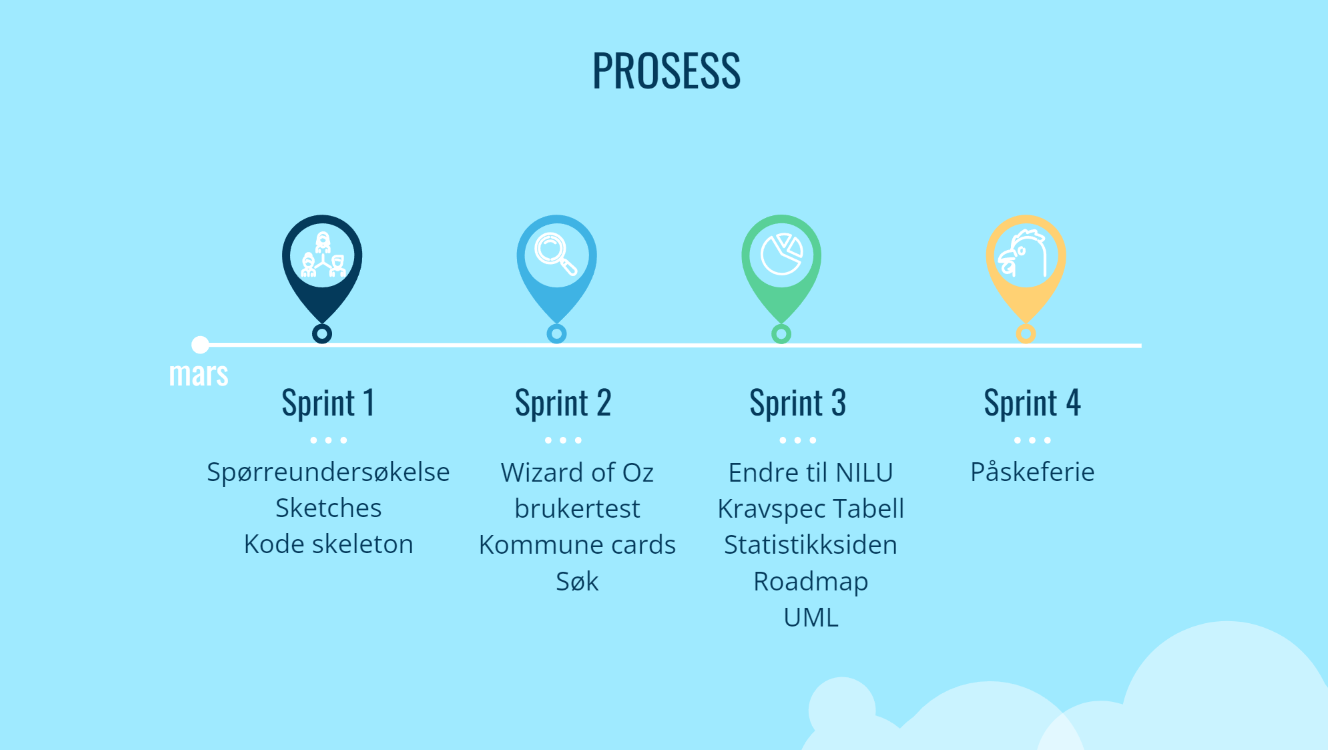 PROSESS
mars
Sprint 1
Spørreundersøkelse
Sketches
Kode skeleton
Sprint 2
Wizard of Oz
brukertest
Kommune cards
Søk
Sprint 3
Endre til NILU
Kravspec Tabell
Statistikksiden
Roadmap
UML
Sprint 4
Påskeferie